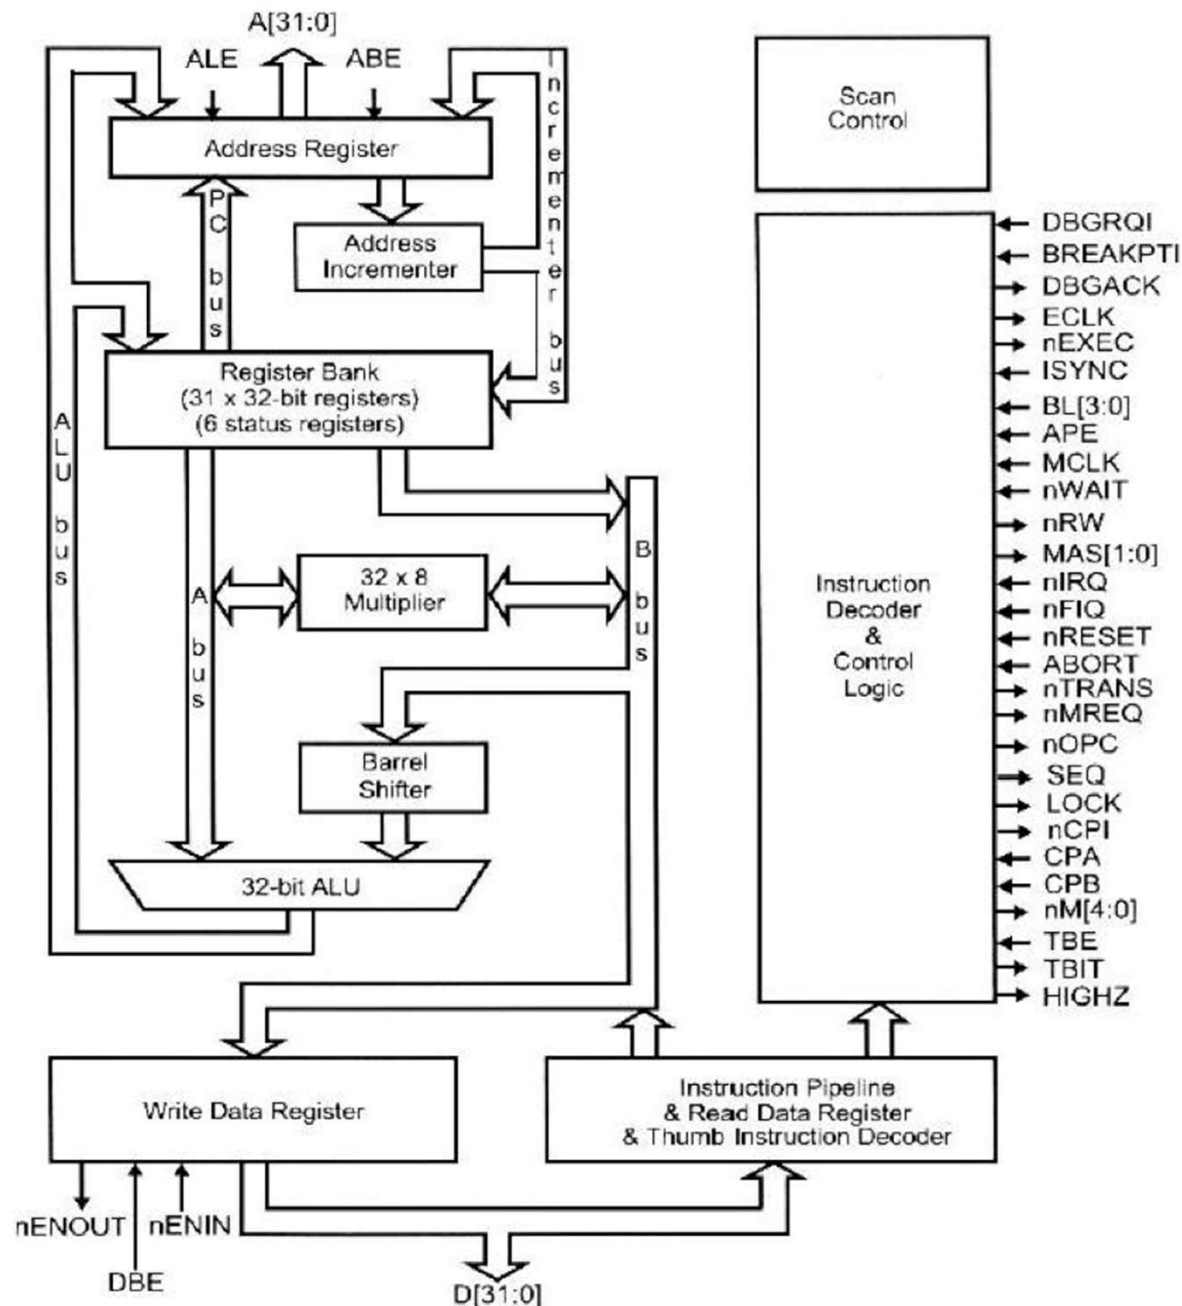 A[31:0]
ALE
ABE
Address Register
Incrementer bus
PC bus
Address
Incrementer
Register Bank
(31 x 32-bit registers)
(6 status registers)
ALU bus
A bus
32 x 8
Multiplier
B bus
Barrel
Shifter
32-bit ALU
Write Data Register
nENOUT
nENIN
DBE
D[31:0]
Instruction Pipeline
& Read Data Register
& Thumb Instruction Decoder
Scan
Control
Instruction
Decoder
&
Control
Logic
DBGRQI
BREAKPTI
DBGACK
ECLK
nEXEC
ISYNC
BL[3:0]
APE
MCLK
nWAIT
nRW
MAS[1:0]
nIRQ
nFIQ
nRESET
ABORT
nTRANS
nMREQ
nOPC
SEQ
LOCK
nCPI
CPA
CPB
nM[4:0]
TBE
TBIT
HIGHZ